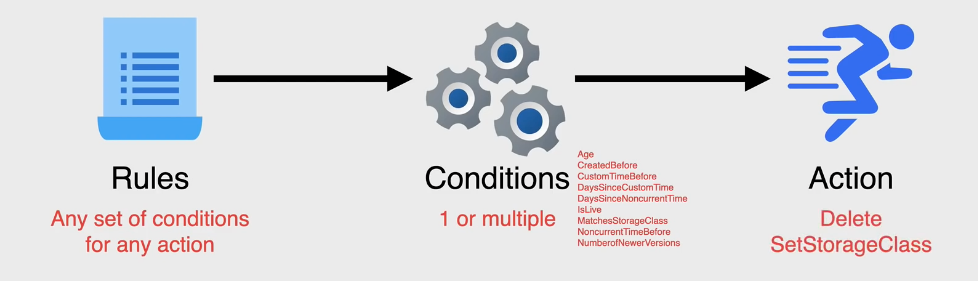 Rules
Any set of conditions
for any action
Conditions
1 or multiple
Age
CreatedBefore
CustomTimeBefore
DaysSinceCustomTime
DaysSinceNoncurrentTime
IsLive
MatchesStorageClass
NoncurrentTimeBefore
NumberofNewerVersions
Action
Delete
SetStorageClass